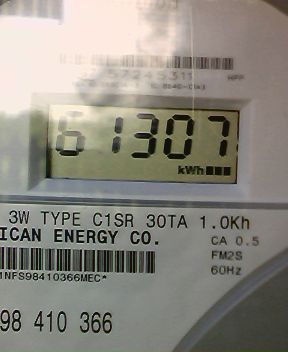 61307
kWh
3W TYPE C1SR 30TA 1.0Kh
ICAN ENERGY CO.
CA 0.5
FM2S
60Hz
1NFS98410366MEC*
98 410 366